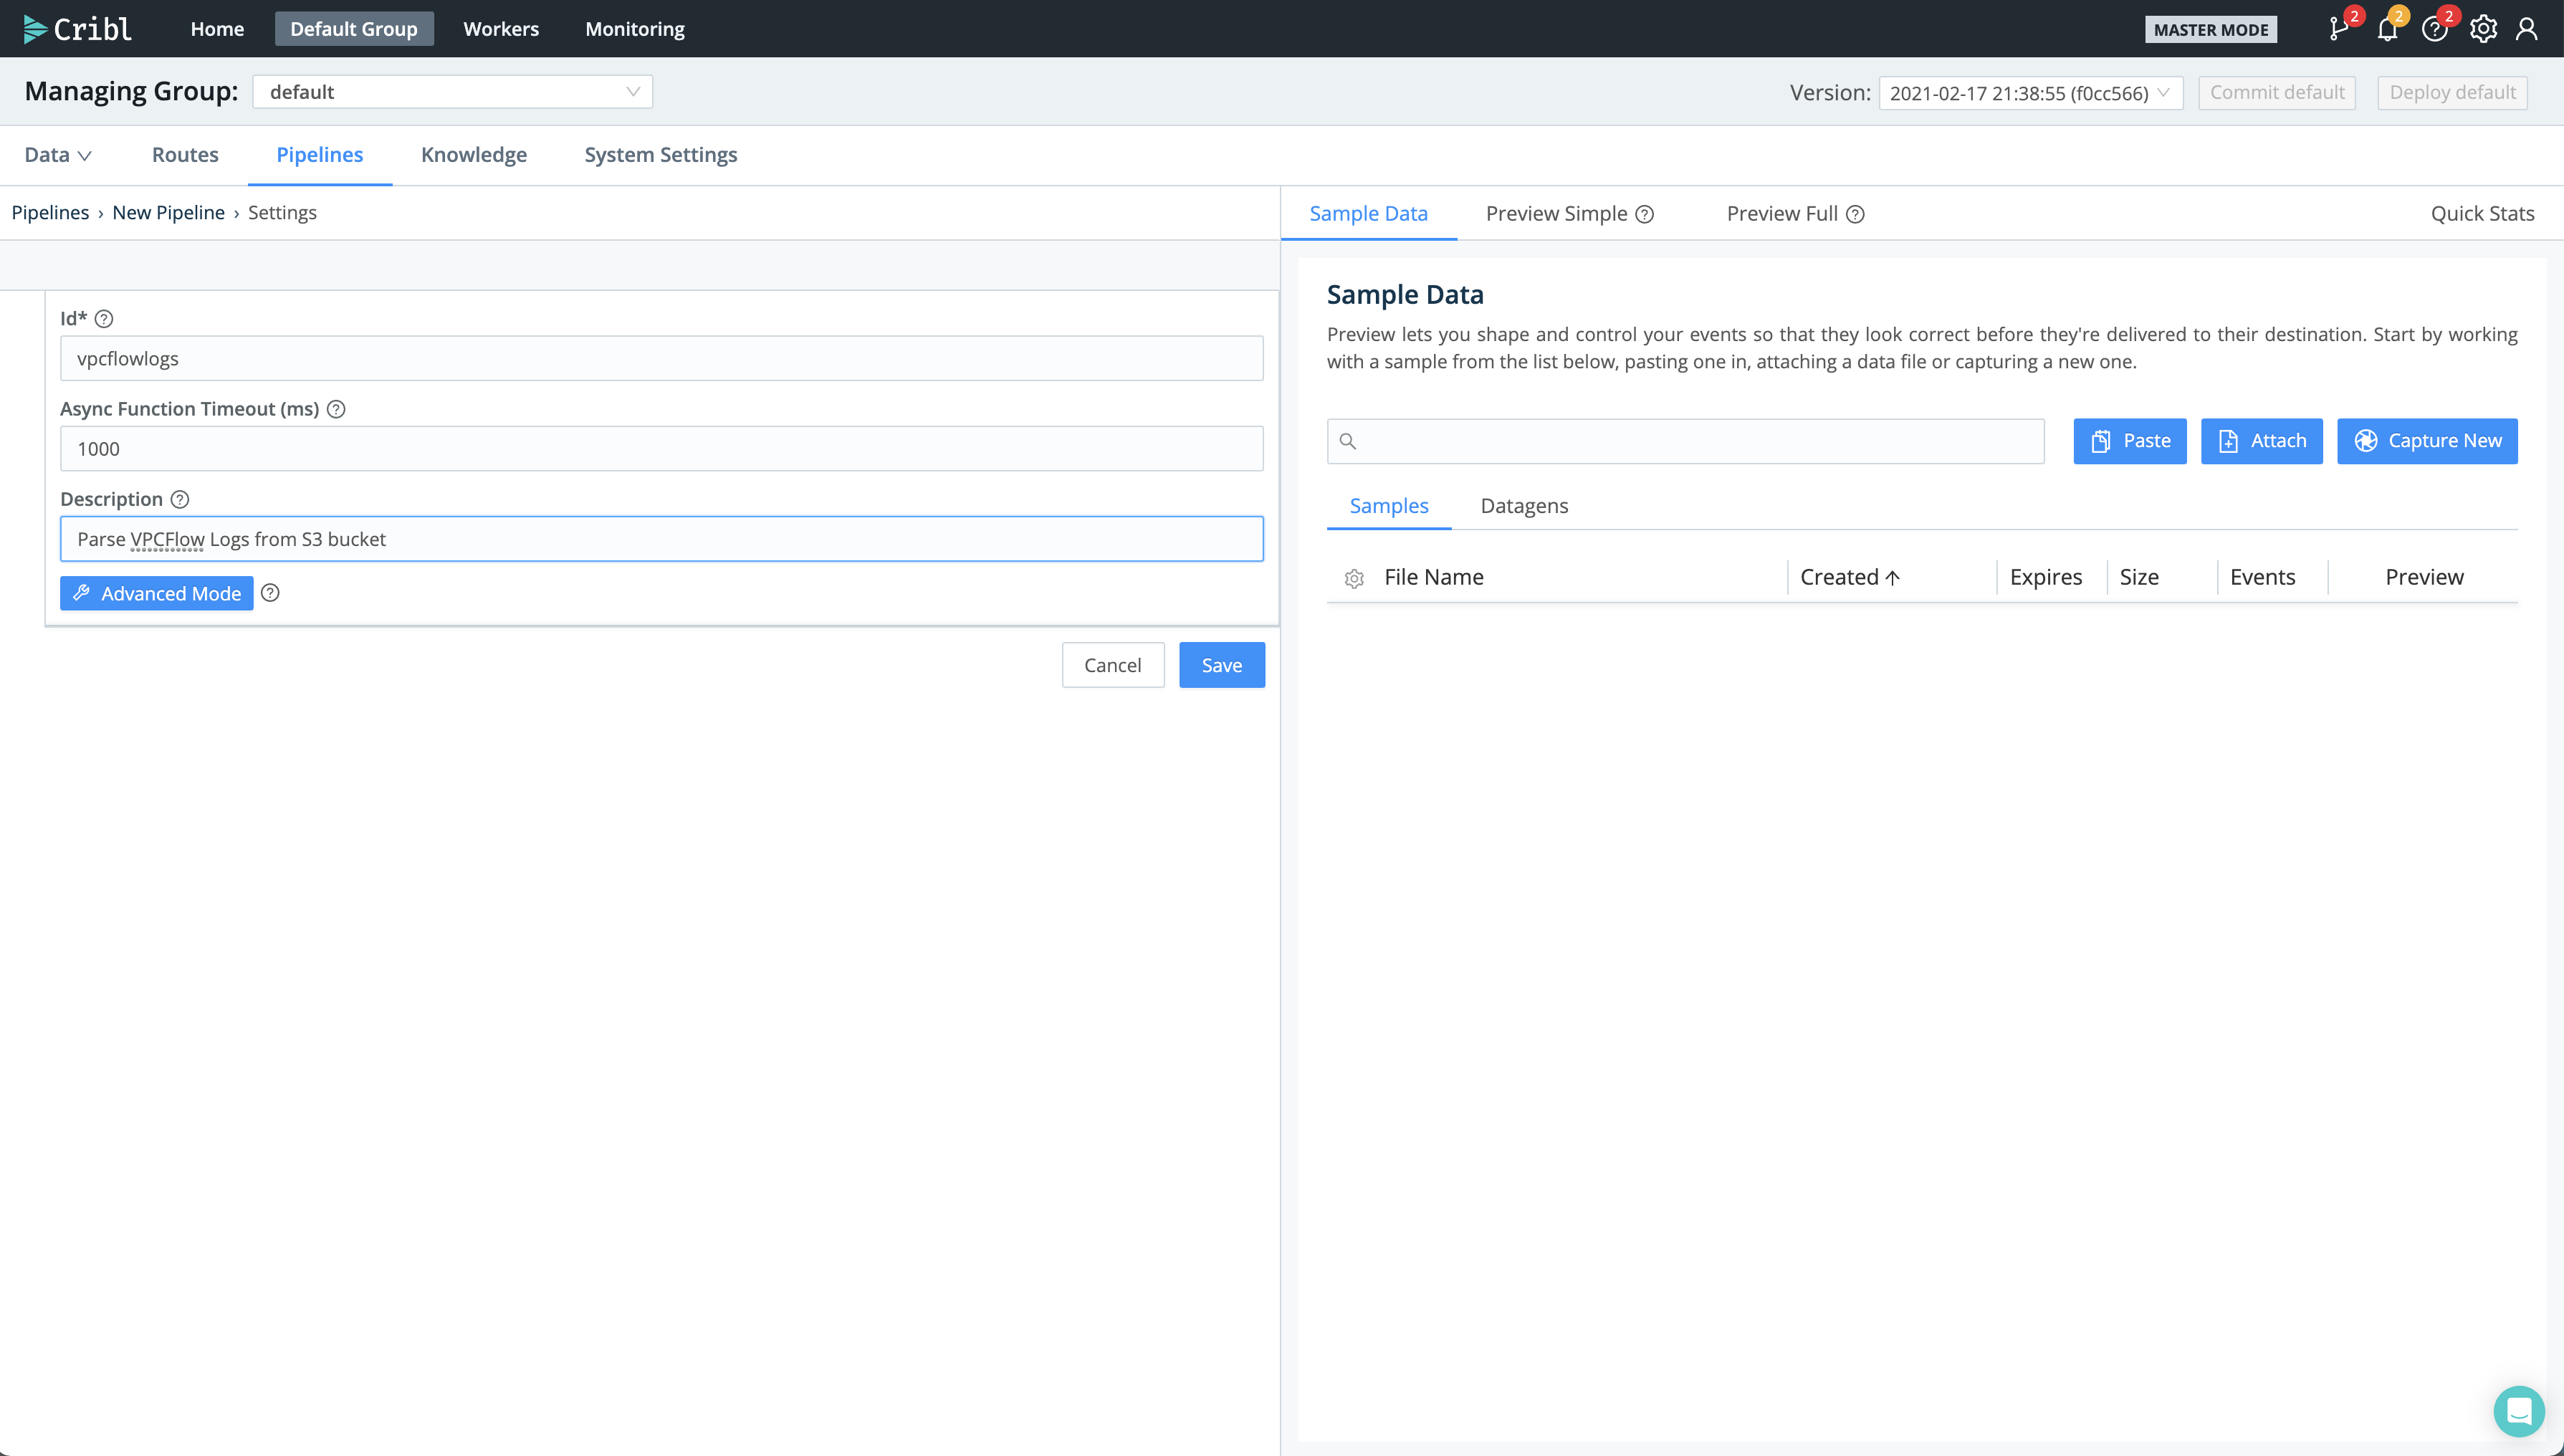 Cribl Home Default Group Workers Monitoring MASTER MODE 2 2 2
Managing Group: default Version: 2021-02-17 21:38:55 (f0cc566) Commit default Deploy default
Data Routes Pipelines Knowledge System Settings
Pipelines › New Pipeline › Settings
Id* ?
vpcflowlogs
Async Function Timeout (ms) ?
1000
Description ?
Parse VPCFlow Logs from S3 bucket
Advanced Mode ?
Cancel Save
Sample Data Preview Simple ? Preview Full ? Quick Stats
Sample Data
Preview lets you shape and control your events so that they look correct before they're delivered to their destination. Start by working
with a sample from the list below, pasting one in, attaching a data file or capturing a new one.
Paste Attach Capture New
Samples Datagens
File Name Created Expires Size Events Preview